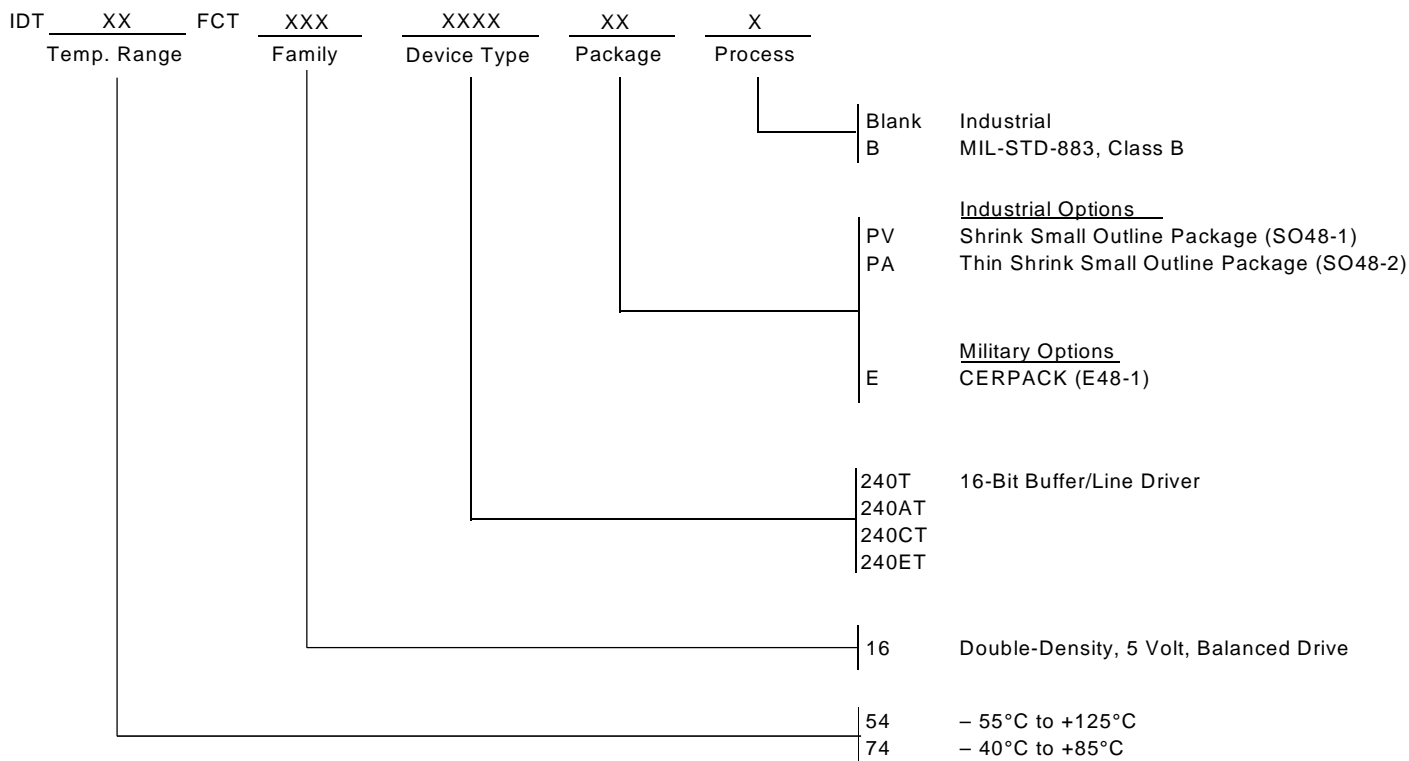 IDT XX FCT XXX XXXX XX X
Temp. Range Family Device Type Package Process
Blank Industrial
B MIL-STD-883, Class B
Industrial Options
PV Shrink Small Outline Package (SO48-1)
PA Thin Shrink Small Outline Package (SO48-2)
Military Options
E CERPACK (E48-1)
240T 16-Bit Buffer/Line Driver
240AT
240CT
240ET
16 Double-Density, 5 Volt, Balanced Drive
54 – 55°C to +125°C
74 – 40°C to +85°C